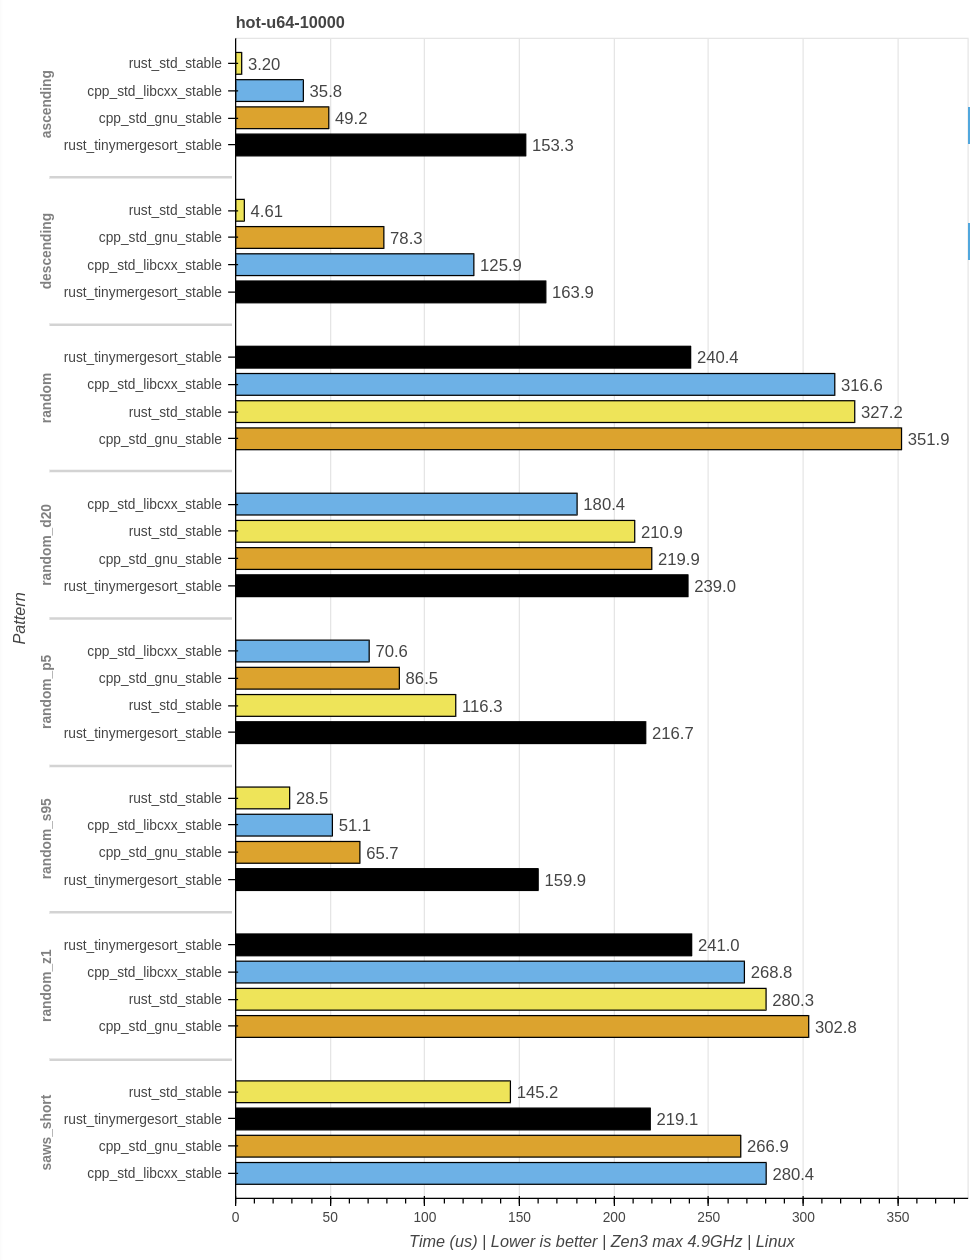 hot-u64-10000
Pattern
ascending
rust_std_stable 3.20
cpp_std_libcxx_stable 35.8
cpp_std_gnu_stable 49.2
rust_tinymergesort_stable 153.3
descending
rust_std_stable 4.61
cpp_std_gnu_stable 78.3
cpp_std_libcxx_stable 125.9
rust_tinymergesort_stable 163.9
random
rust_tinymergesort_stable 240.4
cpp_std_libcxx_stable 316.6
rust_std_stable 327.2
cpp_std_gnu_stable 351.9
random_d20
cpp_std_libcxx_stable 180.4
rust_std_stable 210.9
cpp_std_gnu_stable 219.9
rust_tinymergesort_stable 239.0
random_p5
cpp_std_libcxx_stable 70.6
cpp_std_gnu_stable 86.5
rust_std_stable 116.3
rust_tinymergesort_stable 216.7
random_s95
rust_std_stable 28.5
cpp_std_libcxx_stable 51.1
cpp_std_gnu_stable 65.7
rust_tinymergesort_stable 159.9
random_z1
rust_tinymergesort_stable 241.0
cpp_std_libcxx_stable 268.8
rust_std_stable 280.3
cpp_std_gnu_stable 302.8
saws_short
rust_std_stable 145.2
rust_tinymergesort_stable 219.1
cpp_std_gnu_stable 266.9
cpp_std_libcxx_stable 280.4
0 50 100 150 200 250 300 350
Time (us) | Lower is better | Zen3 max 4.9GHz | Linux